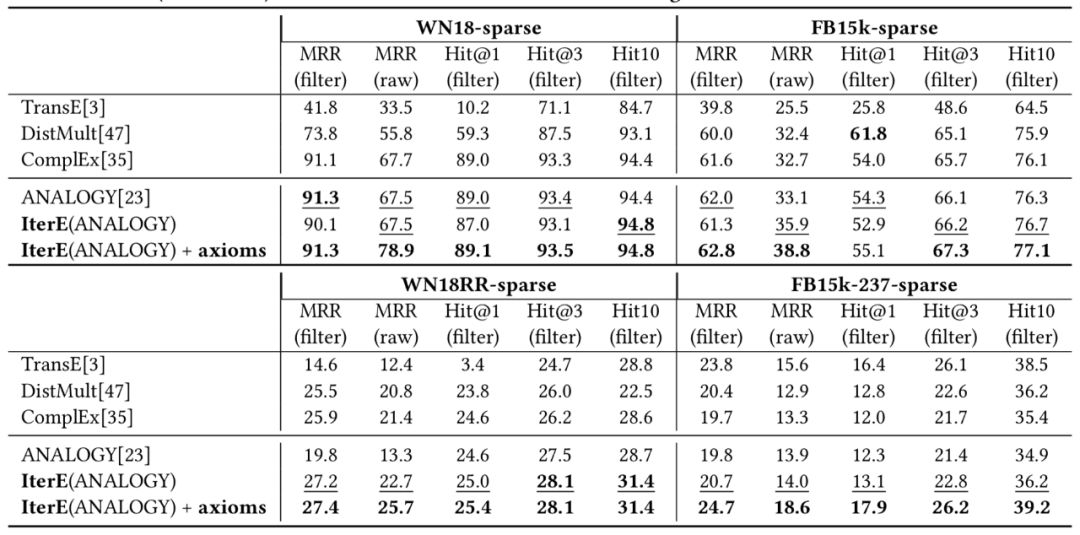 WN18-sparse FB15k-sparse
MRR MRR Hit@1 Hit@3 Hit10 MRR MRR Hit@1 Hit@3 Hit10
(filter) (raw) (filter) (filter) (filter) (filter) (raw) (filter) (filter) (filter)
TransE[3] 41.8 33.5 10.2 71.1 84.7 39.8 25.5 25.8 48.6 64.5
DistMult[47] 73.8 55.8 59.3 87.5 93.1 60.0 32.4 61.8 65.1 75.9
ComplEx[35] 91.1 67.7 89.0 93.3 94.4 61.6 32.7 54.0 65.7 76.1
ANALOGY[23] 91.3 67.5 89.0 93.4 94.4 62.0 33.1 54.3 66.1 76.3
IterE(ANALOGY) 90.1 67.5 87.0 93.1 94.8 61.3 35.9 52.9 66.2 76.7
IterE(ANALOGY) + axioms 91.3 78.9 89.1 93.5 94.8 62.8 38.8 55.1 67.3 77.1
WN18RR-sparse FB15k-237-sparse
MRR MRR Hit@1 Hit@3 Hit10 MRR MRR Hit@1 Hit@3 Hit10
(filter) (raw) (filter) (filter) (filter) (filter) (raw) (filter) (filter) (filter)
TransE[3] 14.6 12.4 3.4 24.7 28.8 23.8 15.6 16.4 26.1 38.5
DistMult[47] 25.5 20.8 23.8 26.0 22.5 20.4 12.9 12.8 22.6 36.2
ComplEx[35] 25.9 21.4 24.6 26.2 28.6 19.7 13.3 12.0 21.7 35.4
ANALOGY[23] 19.8 13.3 24.6 27.5 28.7 19.8 13.9 12.3 21.4 34.9
IterE(ANALOGY) 27.2 22.7 25.0 28.1 31.4 20.7 14.0 13.1 22.8 36.2
IterE(ANALOGY) + axioms 27.4 25.7 25.4 28.1 31.4 24.7 18.6 17.9 26.2 39.2